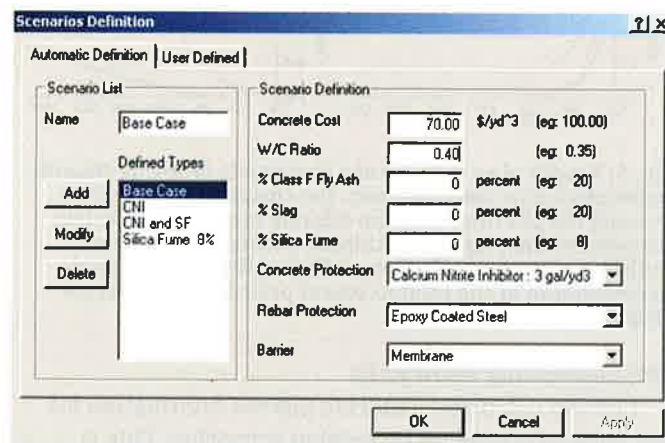 Scenarios Definition ? x
Automatic Definition User Defined
Scenario List
Name Base Case
Defined Types
Base Case
CNI
CNI and SF
Silica Fume 8%
Add
Modify
Delete
Scenario Definition
Concrete Cost 70.00 $/yd^3 (eg: 100.00)
W/C Ratio 0.40 (eg: 0.35)
% Class F Fly Ash 0 percent (eg: 20)
% Slag 0 percent (eg: 20)
% Silica Fume 0 percent (eg: 8)
Concrete Protection Calcium Nitrite Inhibitor : 3 gal/yd3
Rebar Protection Epoxy Coated Steel
Barrier Membrane
OK Cancel Apply